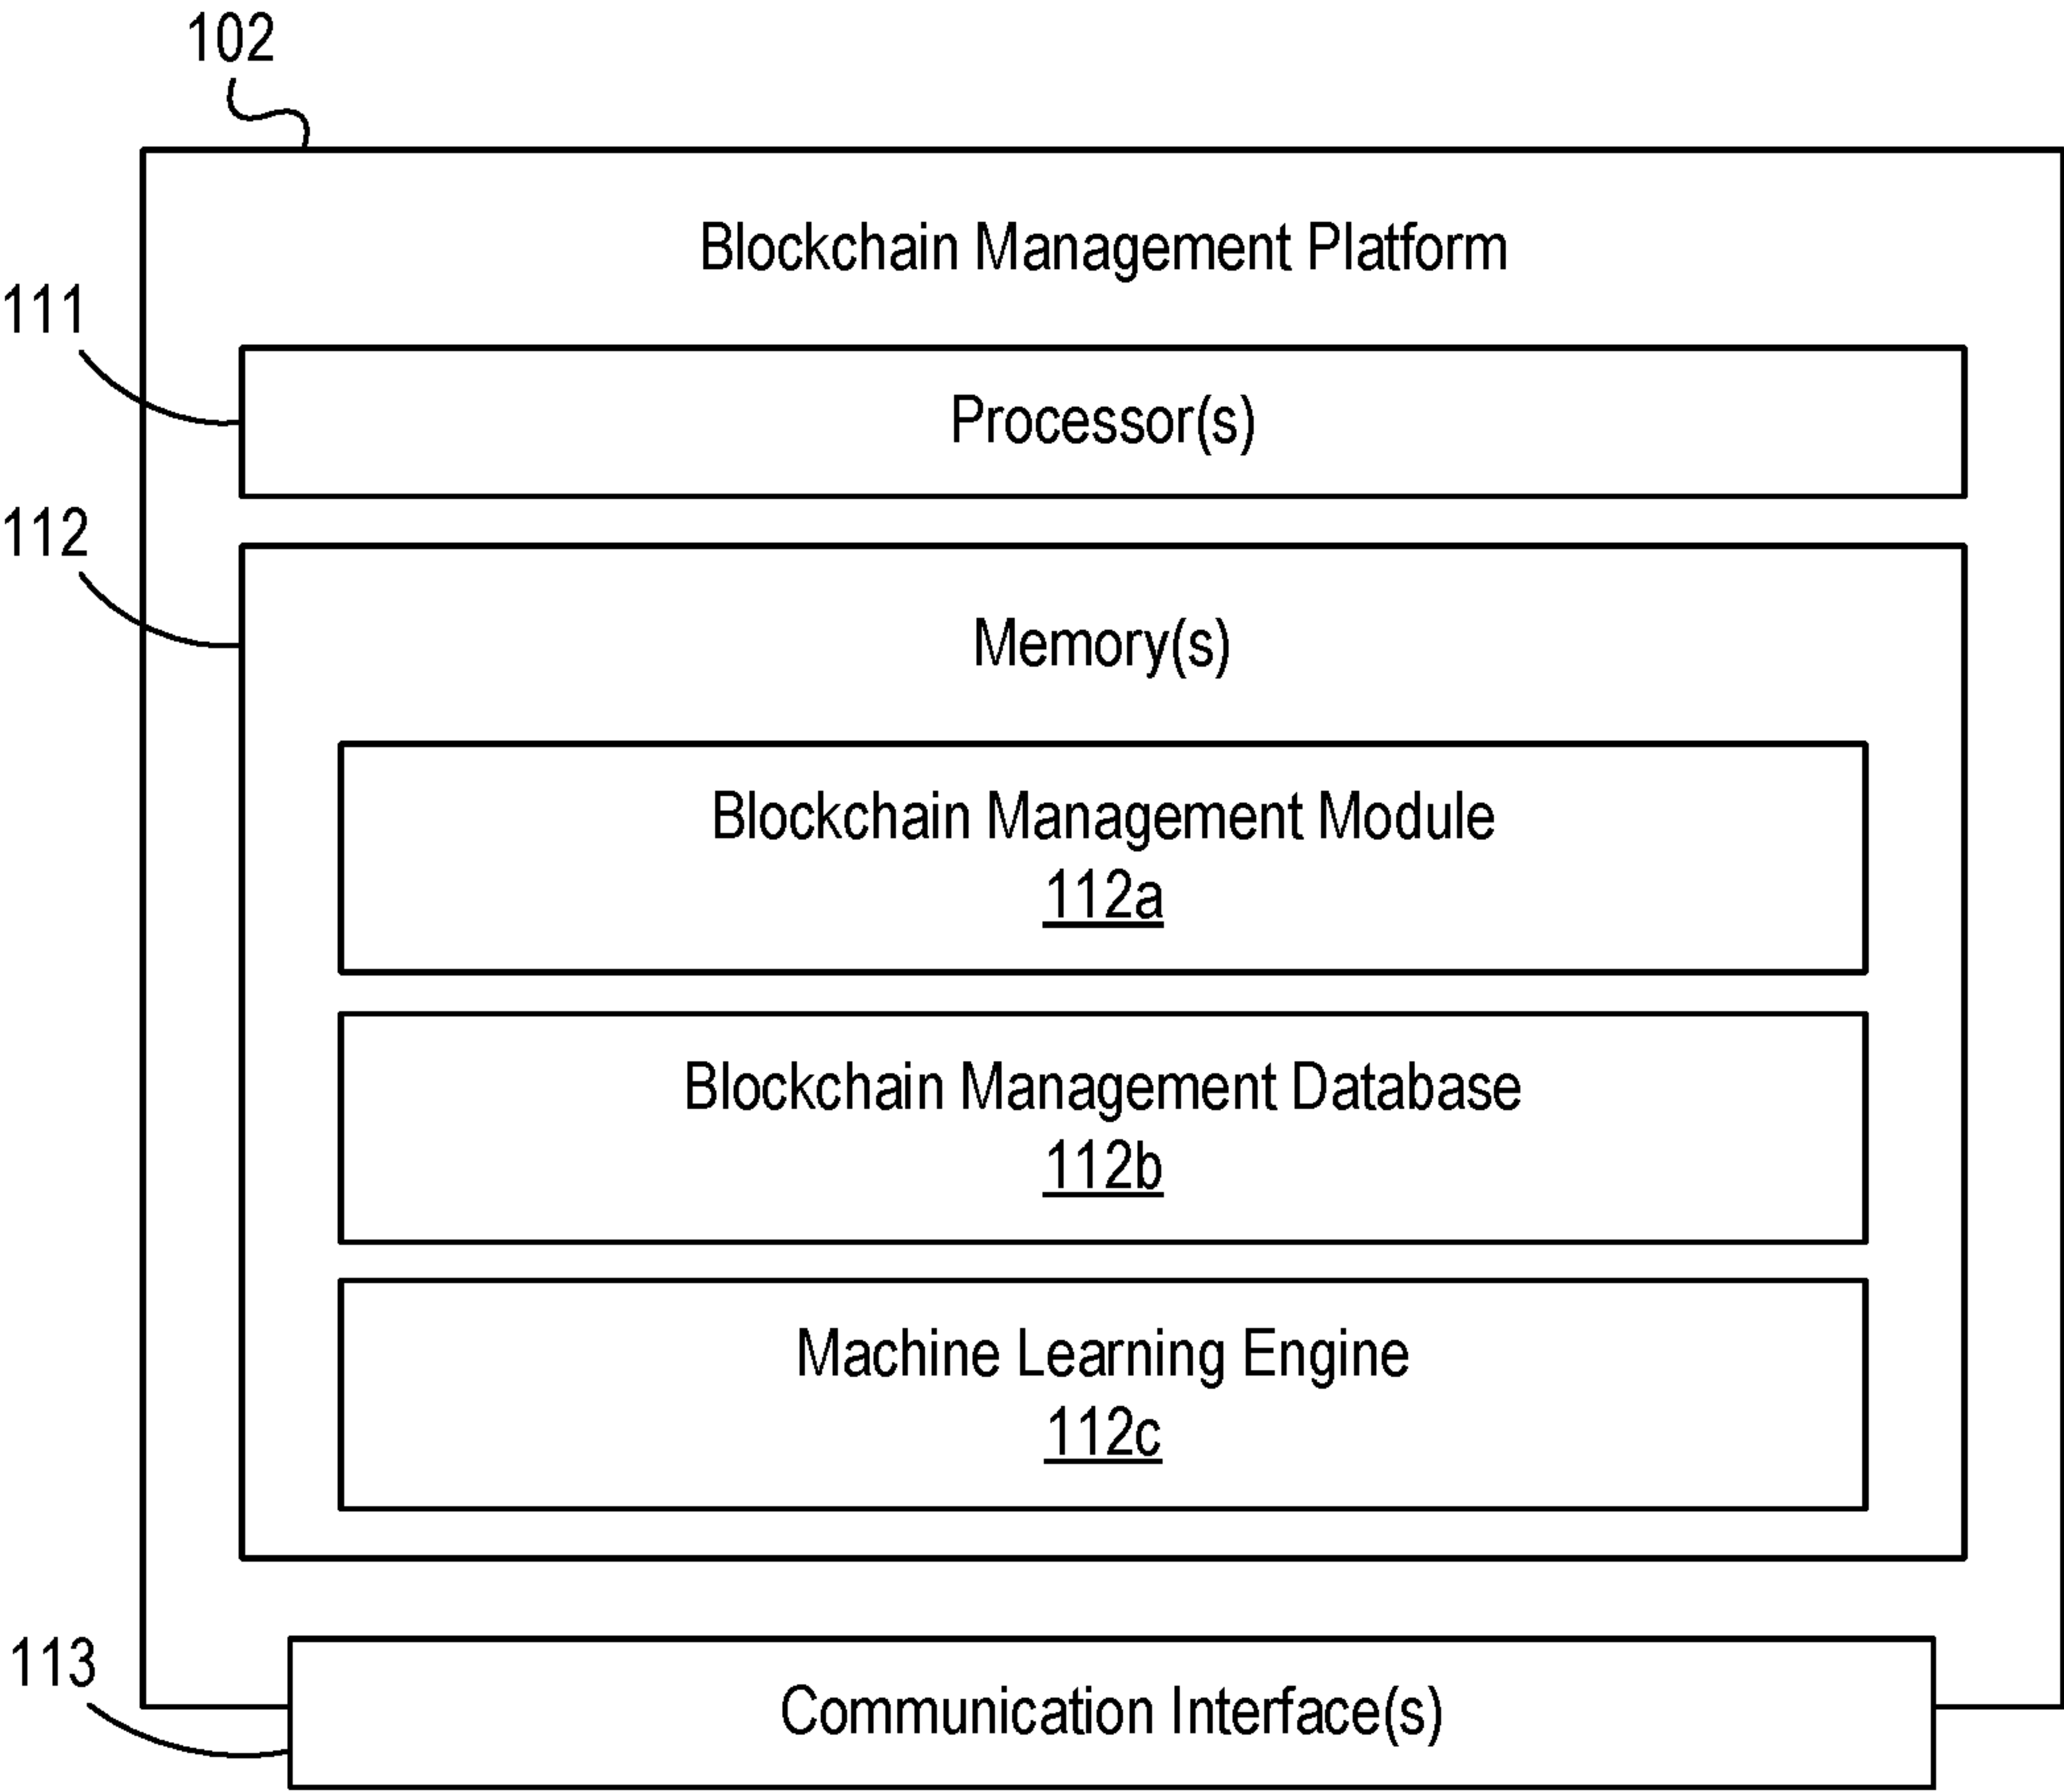 102
Blockchain Management Platform
111
Processor(s)
112
Memory(s)
Blockchain Management Module
112a
Blockchain Management Database
112b
Machine Learning Engine
112c
113
Communication Interface(s)